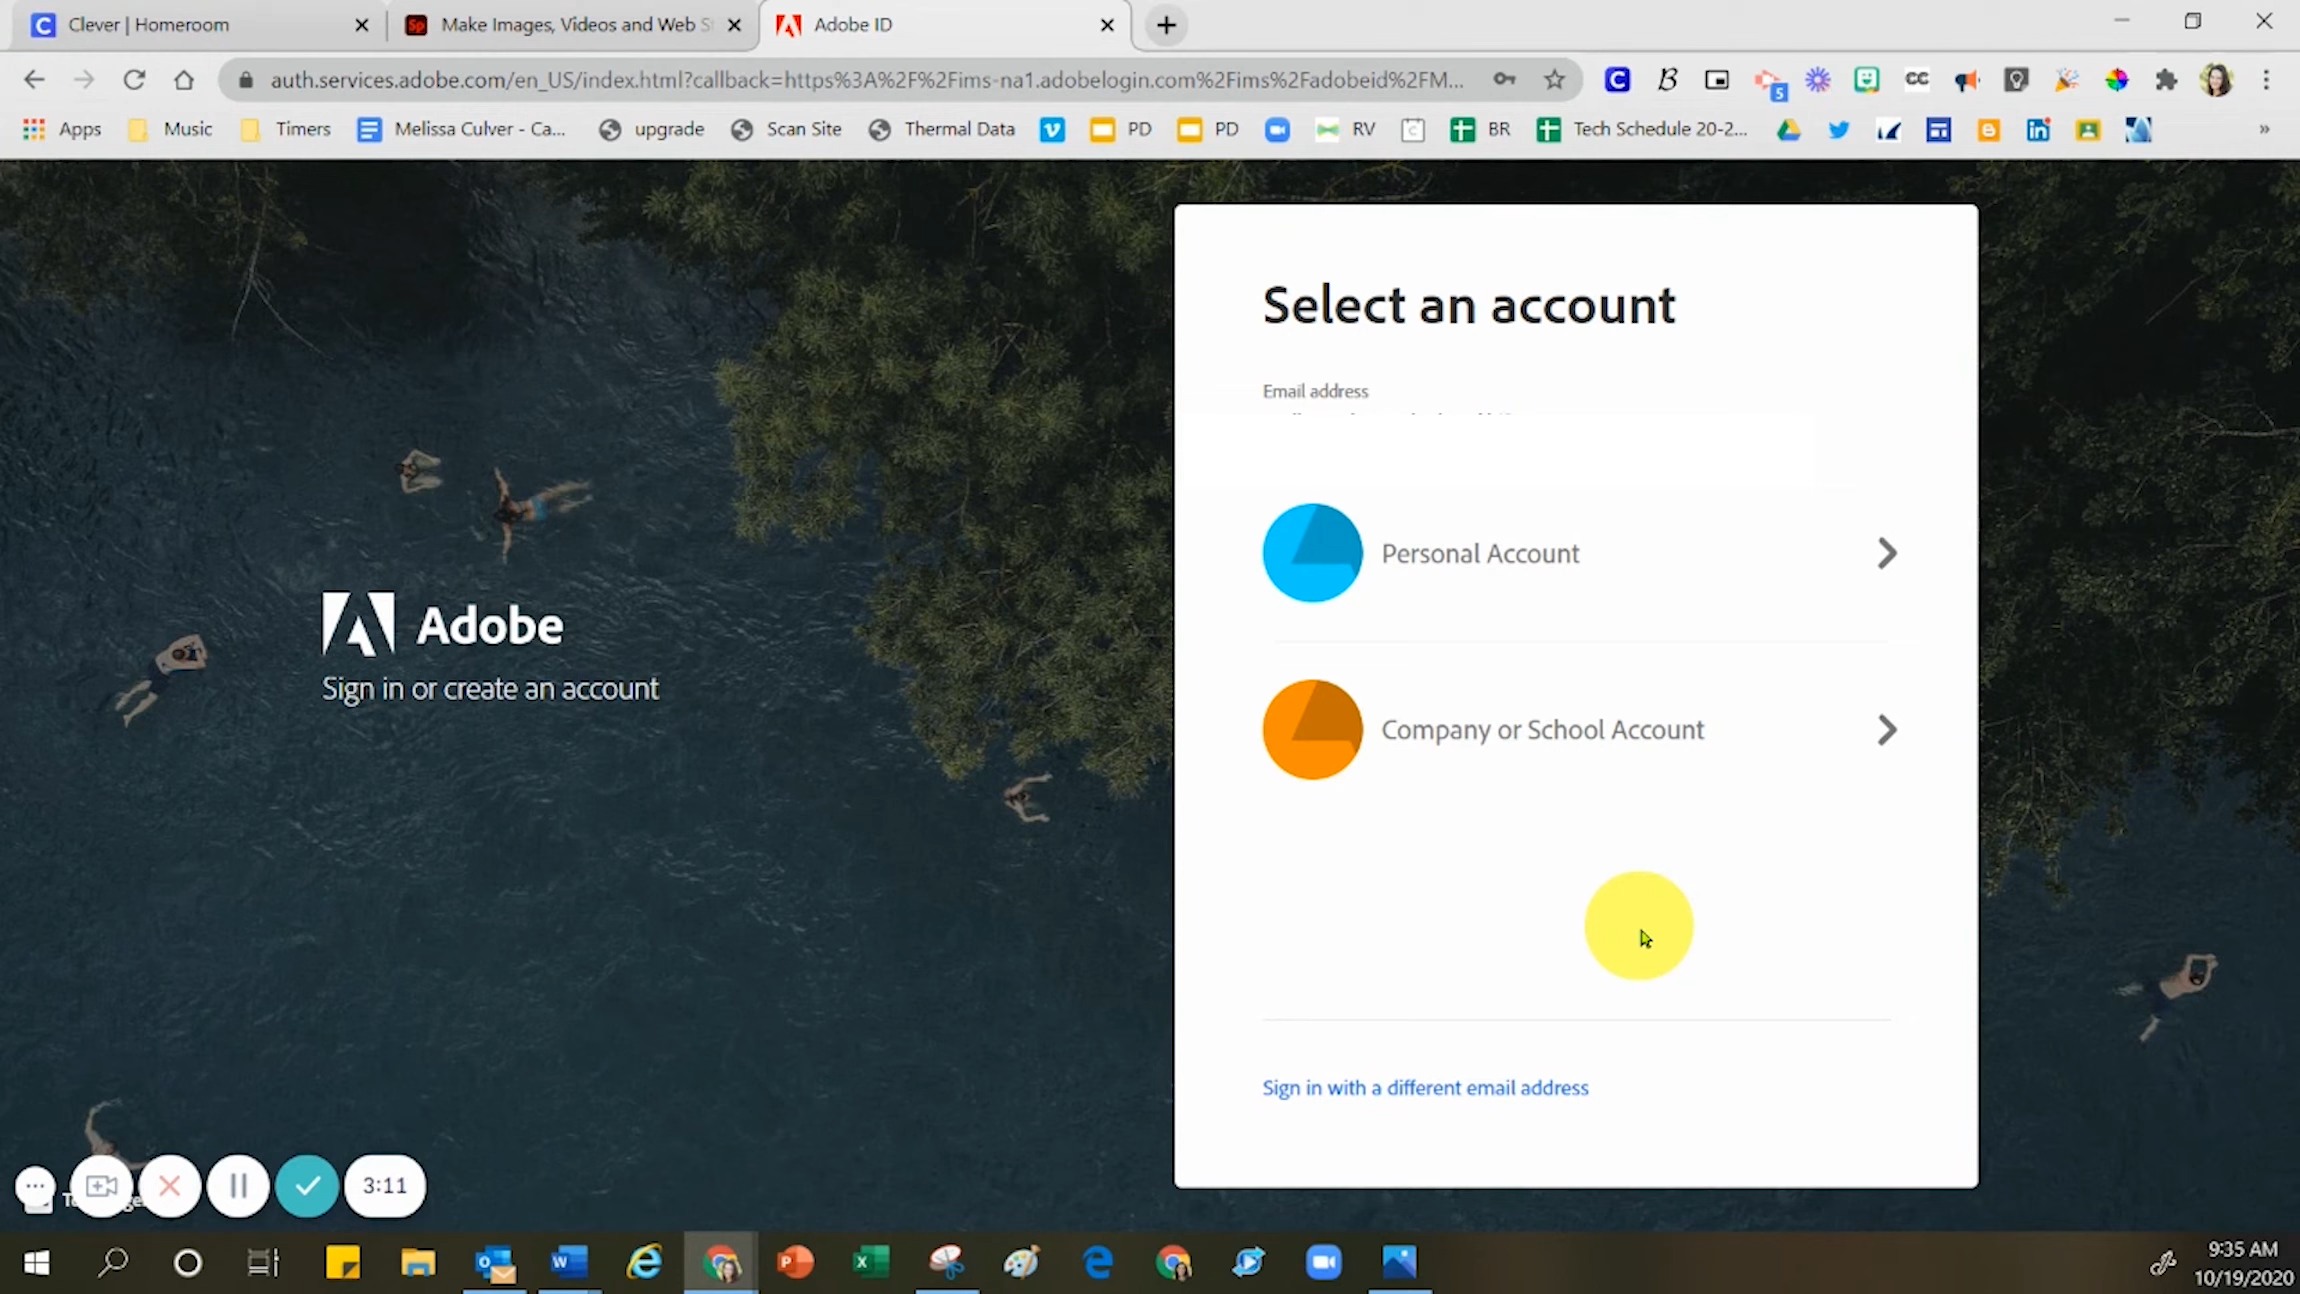 Clever | Homeroom
Make Images, Videos and Web S
Adobe ID
auth.services.adobe.com/en_US/index.html?callback=https%3A%2F%2Fims-na1.adobelogin.com%2Fims%2Fadobeid%2FM...
5
CC
Apps
Music
Timers
Melissa Culver - Ca...
upgrade
Scan Site
Thermal Data
PD
PD
RV
BR
Tech Schedule 20-2...
Select an account
Email address
Personal Account
Company or School Account
Adobe
Sign in or create an account
Sign in with a different email address
3:11
9:35 AM
10/19/2020